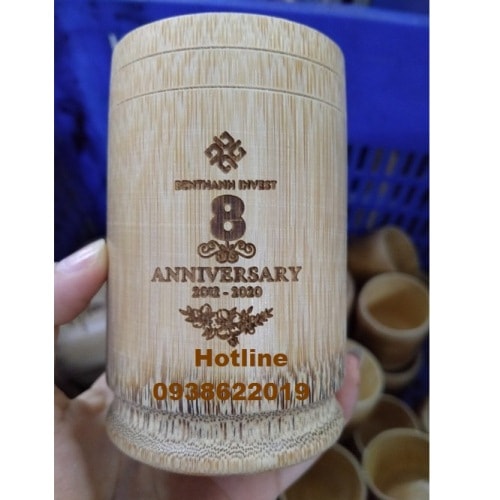 BENTHANH INVEST
8
ANNIVERSARY
2012 - 2020
Hotline
0938622019